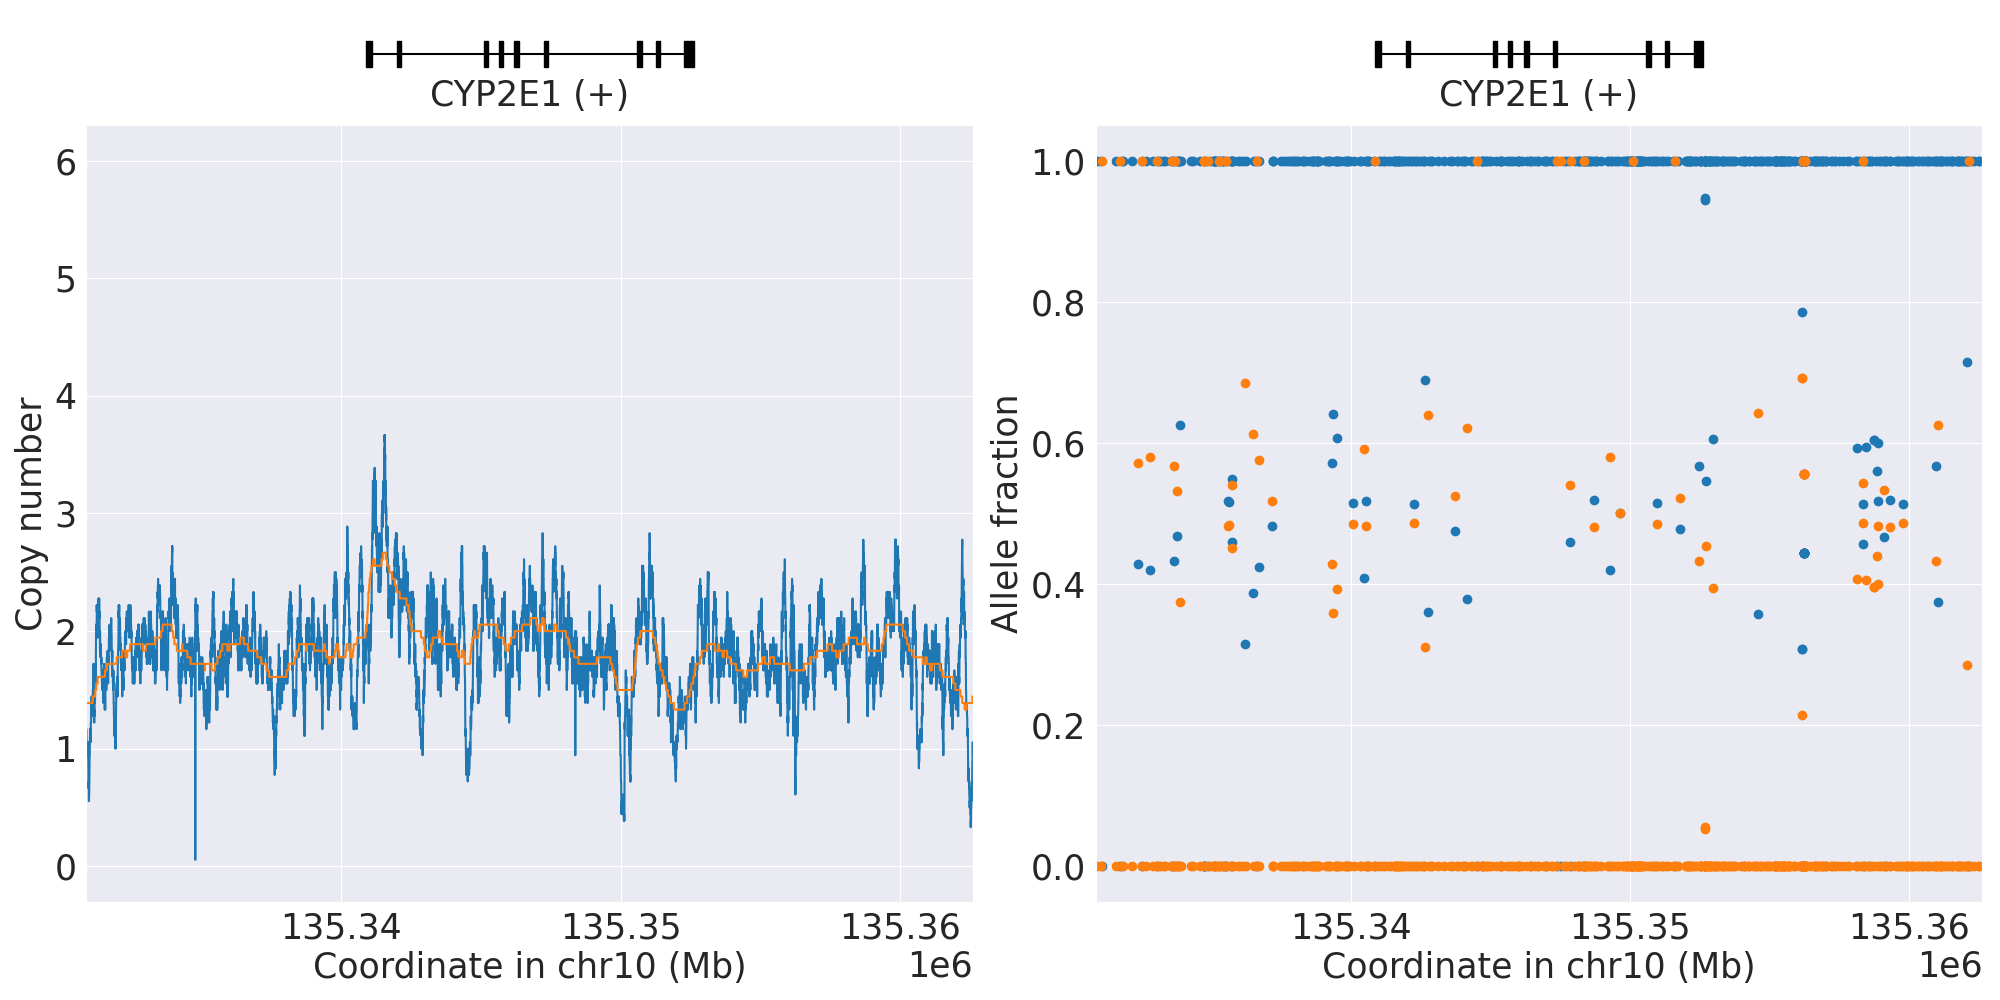 CYP2E1 (+)
6
5
4
3
2
1
0
Copy number
135.34 135.35 135.36
Coordinate in chr10 (Mb)
1e6
CYP2E1 (+)
1.0
0.8
0.6
0.4
0.2
0.0
Allele fraction
135.34 135.35 135.36
Coordinate in chr10 (Mb)
1e6